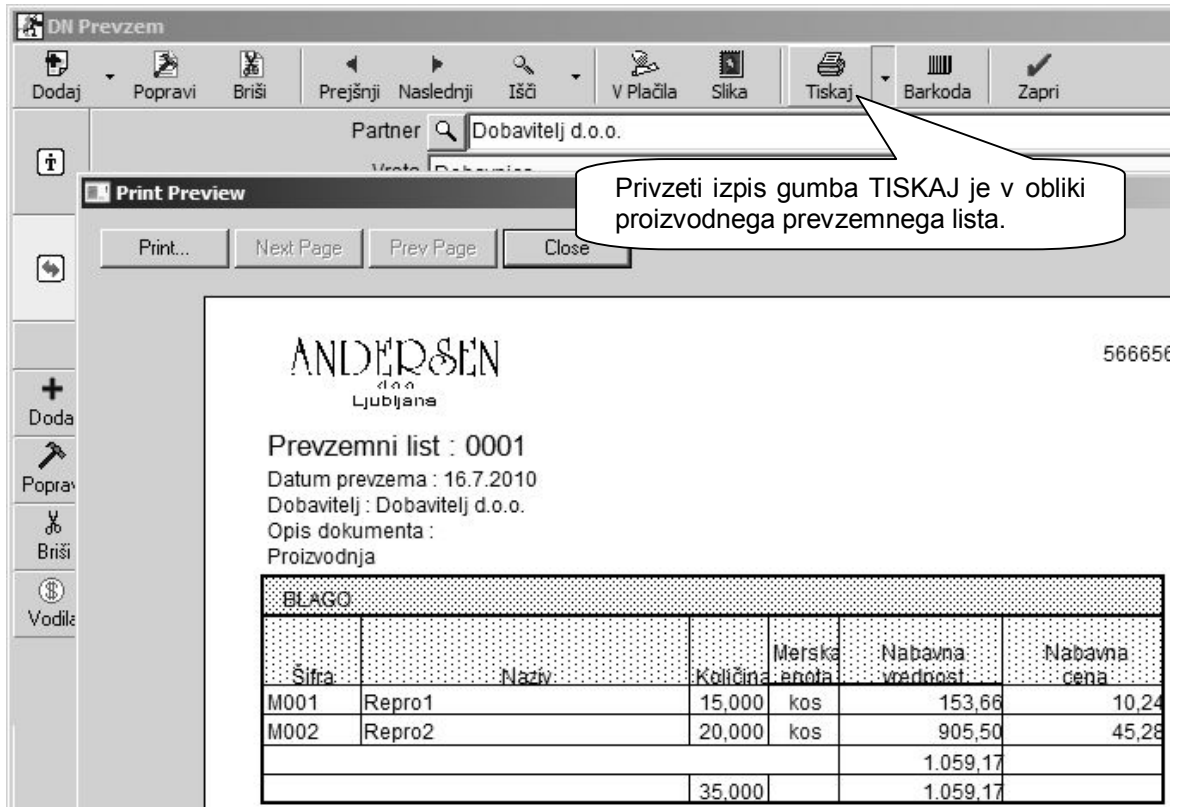 DN Prevzem
Dodaj Popravi Briši Prejšnji Naslednji Išči V Plačila Slika Tiskaj Barkoda Zapri
Partner Dobavitelj d.o.o.
Privzeti izpis gumba TISKAJ je v obliki
proizvodnega prevzemnega lista.
Print Preview
Print... Next Page Prev Page Close
ANDERSEN
d.o.o.
Ljubljana
566656
Doda
Poprav
Briši
Vodila
Prevzemni list : 0001
Datum prevzema : 16.7.2010
Dobavitelj : Dobavitelj d.o.o.
Opis dokumenta :
Proizvodnja
BLAGO
Šifra Naziv Količina Merska enota Nabavna vrednost Nabavna cena
M001 Repro1 15,000 kos 153,66 10,24
M002 Repro2 20,000 kos 905,50 45,28
1.059,17
35,000 1.059,17